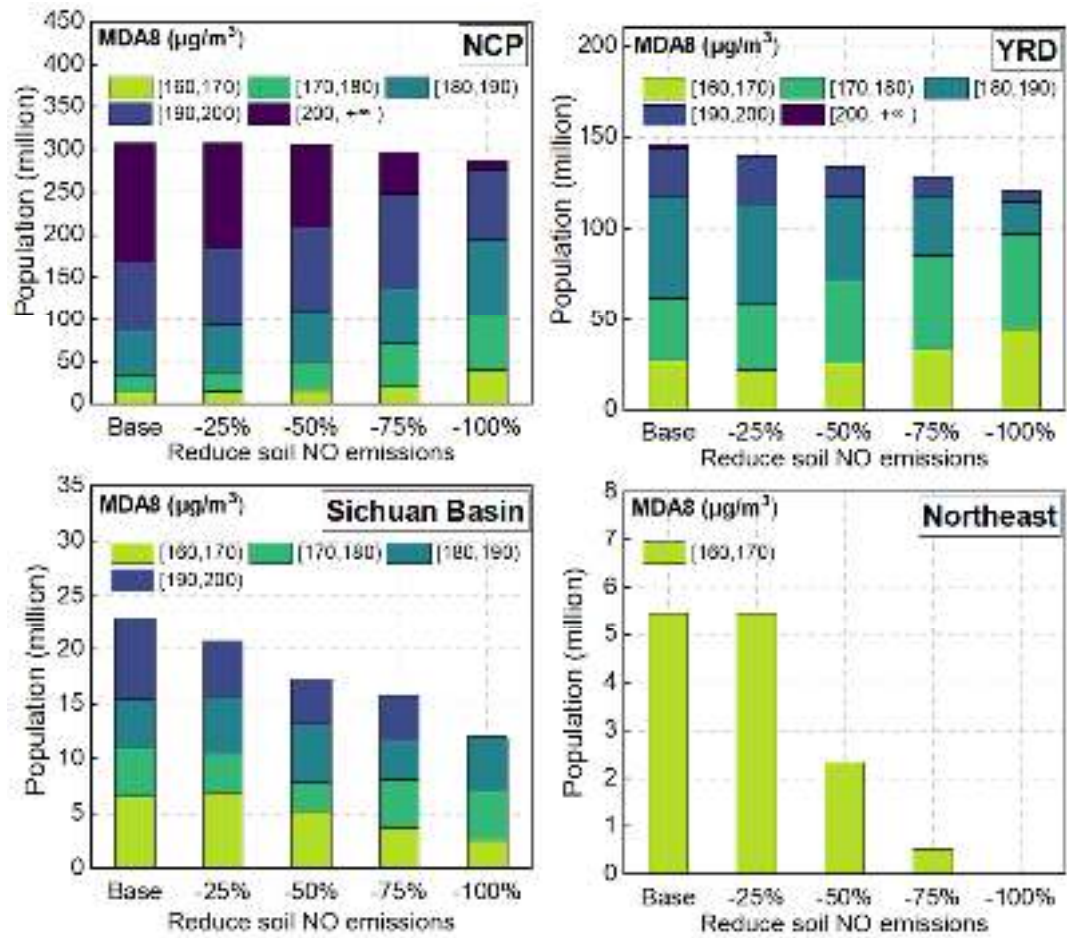 MDA8 (μg/m³) NCP
[160,170) [170,180) [180,190)
[190,200) [200, +∞ )
Population (million)
450
400
350
300
250
200
150
100
50
0
Base -25% -50% -75% -100%
Reduce soil NO emissions
MDA8 (μg/m³) YRD
[160,170) [170,180) [180,190)
[190,200) [200, +∞ )
Population (million)
200
150
100
50
0
Base -25% -50% -75% -100%
Reduce soil NO emissions
MDA8 (μg/m³) Sichuan Basin
[160,170) [170,180) [180,190)
[190,200)
Population (million)
35
30
25
20
15
10
5
0
Base -25% -50% -75% -100%
Reduce soil NO emissions
MDA8 (μg/m³) Northeast
[160,170)
Population (million)
8
7
6
5
4
3
2
1
0
Base -25% -50% -75% -100%
Reduce soil NO emissions